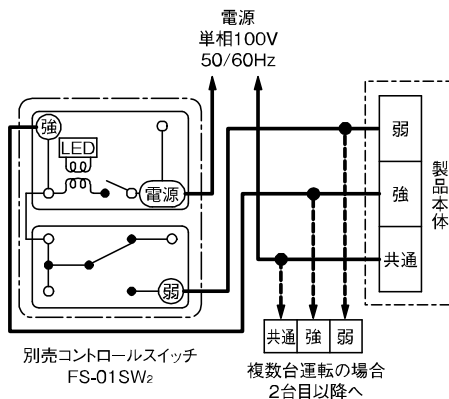 電源
単相100V
50/60Hz
強
LED
電源
弱
弱
強
共通
製品本体
共通 強 弱
別売コントロールスイッチ
FS-01SW₂
複数台運転の場合
2台目以降へ